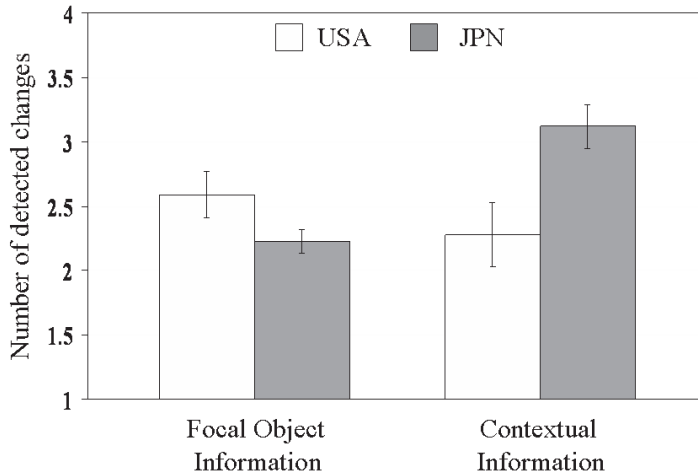 4
USA JPN
3.5
3
2.5
2
1.5
1
Number of detected changes
Focal Object
Information
Contextual
Information